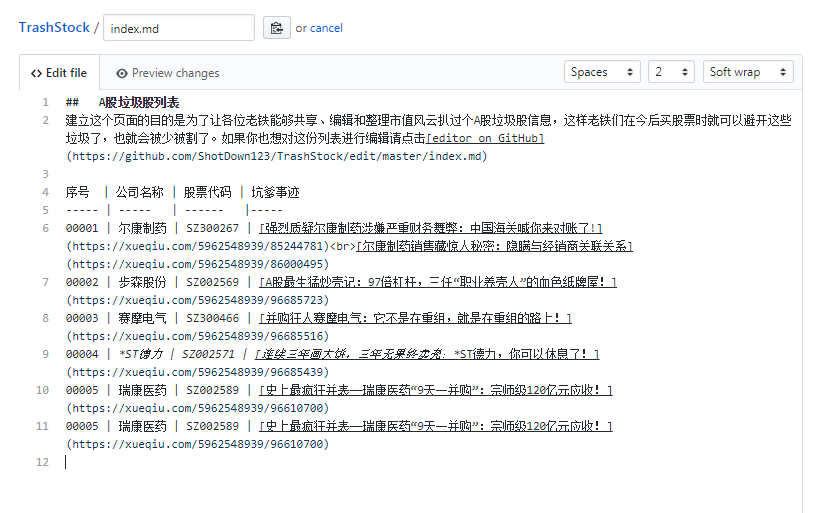 TrashStock / index.md or cancel
Edit file Preview changes Spaces 2 Soft wrap
1 ## A股垃圾股列表
2 建立这个页面的目的是为了让各位老铁能够共享、编辑和整理市值风云扒过个A股垃圾股信息，这样老铁们在今后买股票时就可以避开这些
垃圾了，也就会被少被割了。如果你也想对这份列表进行编辑请点击[editor on GitHub]
(https://github.com/ShotDown123/TrashStock/edit/master/index.md)
3
4 序号 | 公司名称 | 股票代码 | 坑爹事迹
5 ----- | ----- | ------ |-----
6 00001 | 尔康制药 | SZ300267 | [强烈质疑尔康制药涉嫌严重财务舞弊：中国海关喊你来对账了!]
(https://xueqiu.com/5962548939/85244781)<br>[尔康制药销售藏惊人秘密：隐瞒与经销商关联关系]
(https://xueqiu.com/5962548939/86000495)
7 00002 | 步森股份 | SZ002569 | [A股最生猛炒壳记：97倍杠杆，三任“职业养壳人”的血色纸牌屋！]
(https://xueqiu.com/5962548939/96685723)
8 00003 | 赛摩电气 | SZ300466 | [并购狂人赛摩电气：它不是在重组，就是在重组的路上！]
(https://xueqiu.com/5962548939/96685516)
9 00004 | *ST德力 | SZ002571 | [连续三年画大饼，三年无果终卖壳：*ST德力，你可以休息了！]
(https://xueqiu.com/5962548939/96685439)
10 00005 | 瑞康医药 | SZ002589 | [史上最疯狂并表——瑞康医药“9天一并购”：宗师级120亿元应收！]
(https://xueqiu.com/5962548939/96610700)
11 00005 | 瑞康医药 | SZ002589 | [史上最疯狂并表——瑞康医药“9天一并购”：宗师级120亿元应收！]
(https://xueqiu.com/5962548939/96610700)
12